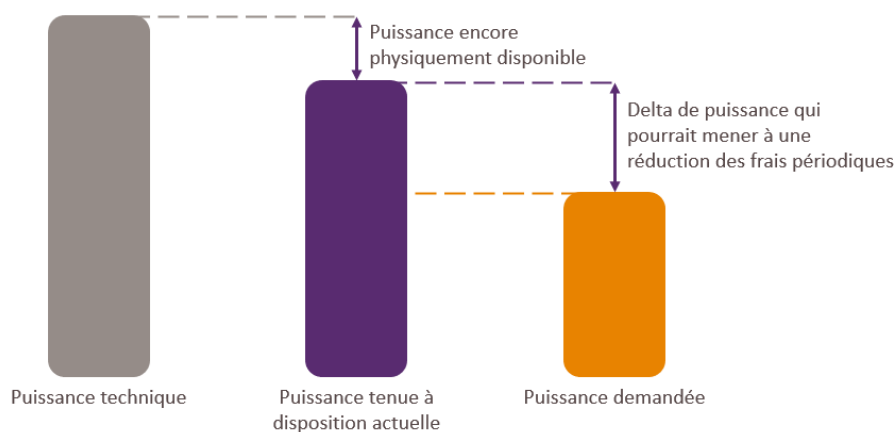 Puissance encore
physiquement disponible
Delta de puissance qui
pourrait mener à une
réduction des frais périodiques
Puissance technique
Puissance tenue à
disposition actuelle
Puissance demandée